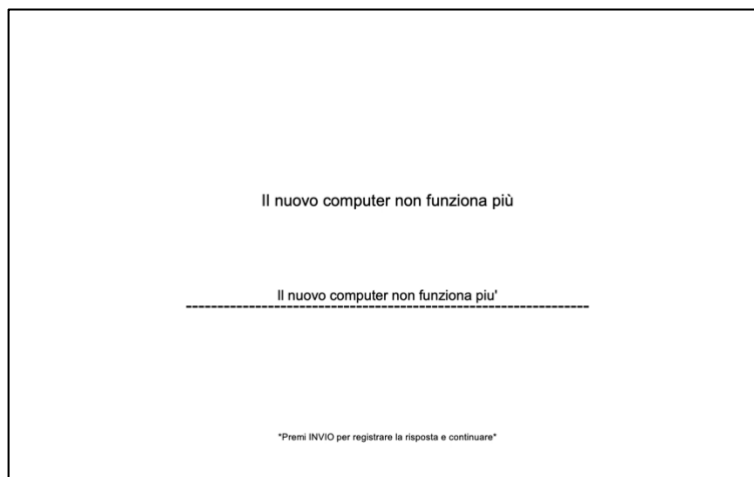 Il nuovo computer non funziona più
Il nuovo computer non funziona piu'
*Premi INVIO per registrare la risposta e continuare*